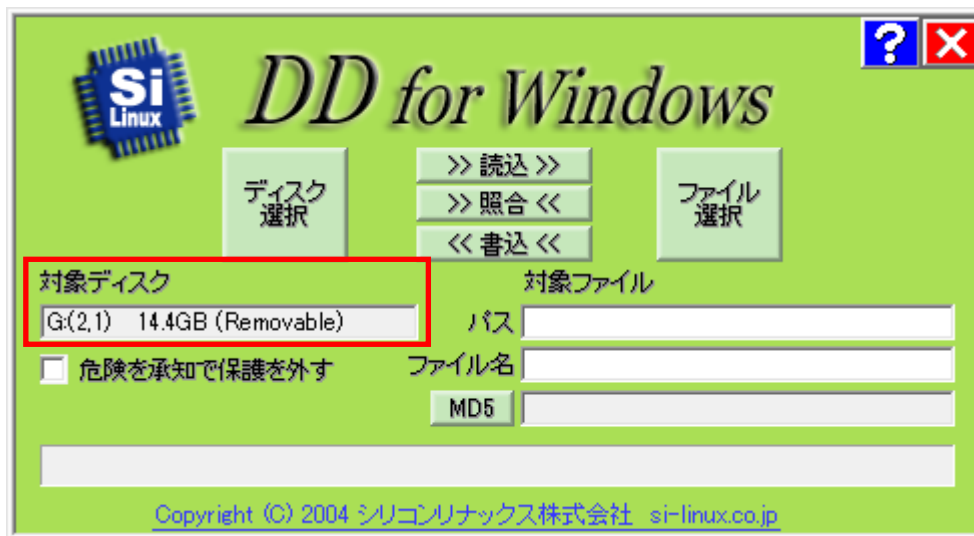 Si
Linux
DD for Windows
?
ディスク
選択
>> 読込 >>
>> 照合 <<
<< 書込 <<
ファイル
選択
対象ディスク
G:(2,1) 14.4GB (Removable)
危険を承知で保護を外す
対象ファイル
パス
ファイル名
MD5
Copyright (C) 2004 シリコンリナックス株式会社 si-linux.co.jp